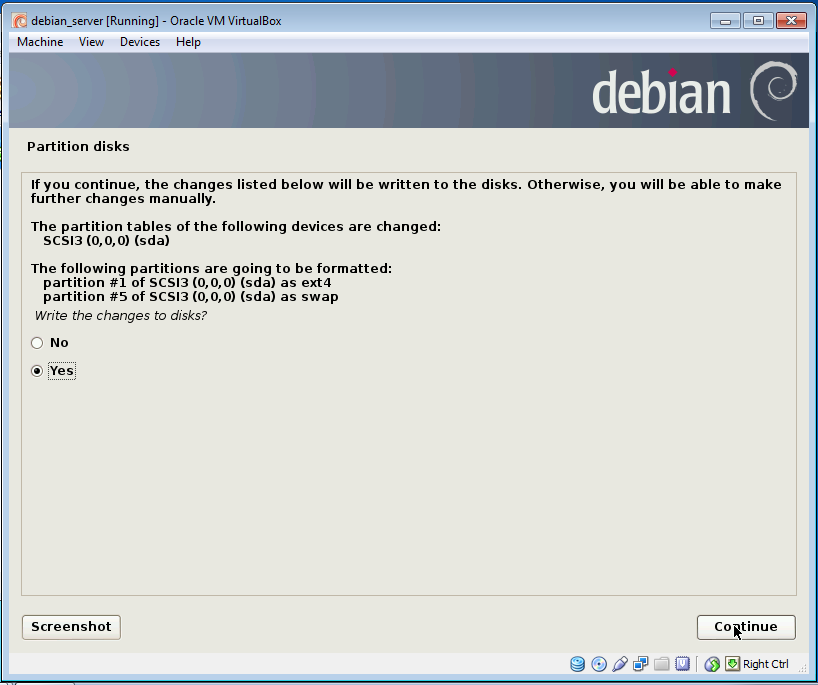 debian_server [Running] - Oracle VM VirtualBox
Machine View Devices Help
debian
Partition disks
If you continue, the changes listed below will be written to the disks. Otherwise, you will be able to make
further changes manually.
The partition tables of the following devices are changed:
SCSI3 (0,0,0) (sda)
The following partitions are going to be formatted:
partition #1 of SCSI3 (0,0,0) (sda) as ext4
partition #5 of SCSI3 (0,0,0) (sda) as swap
Write the changes to disks?
No
Yes
Screenshot
Continue
Right Ctrl